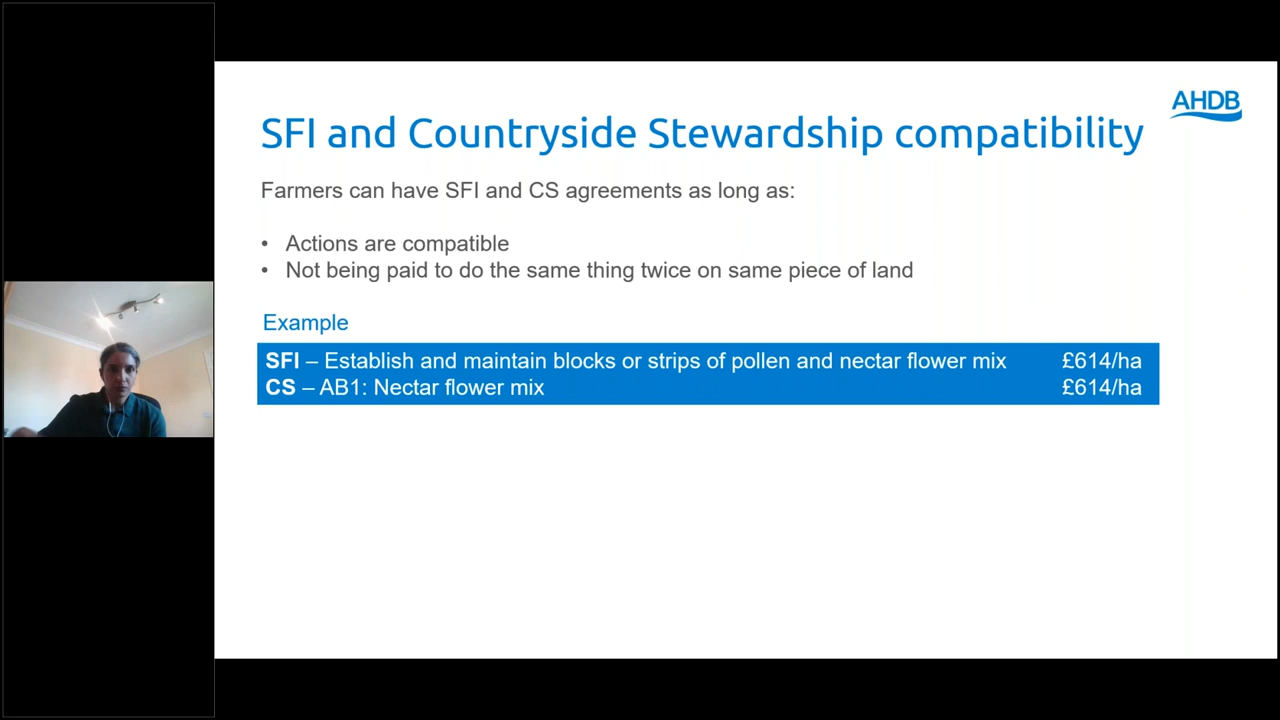 AHDB
SFI and Countryside Stewardship compatibility
Farmers can have SFI and CS agreements as long as:
• Actions are compatible
• Not being paid to do the same thing twice on same piece of land
Example
SFI – Establish and maintain blocks or strips of pollen and nectar flower mix £614/ha
CS – AB1: Nectar flower mix £614/ha